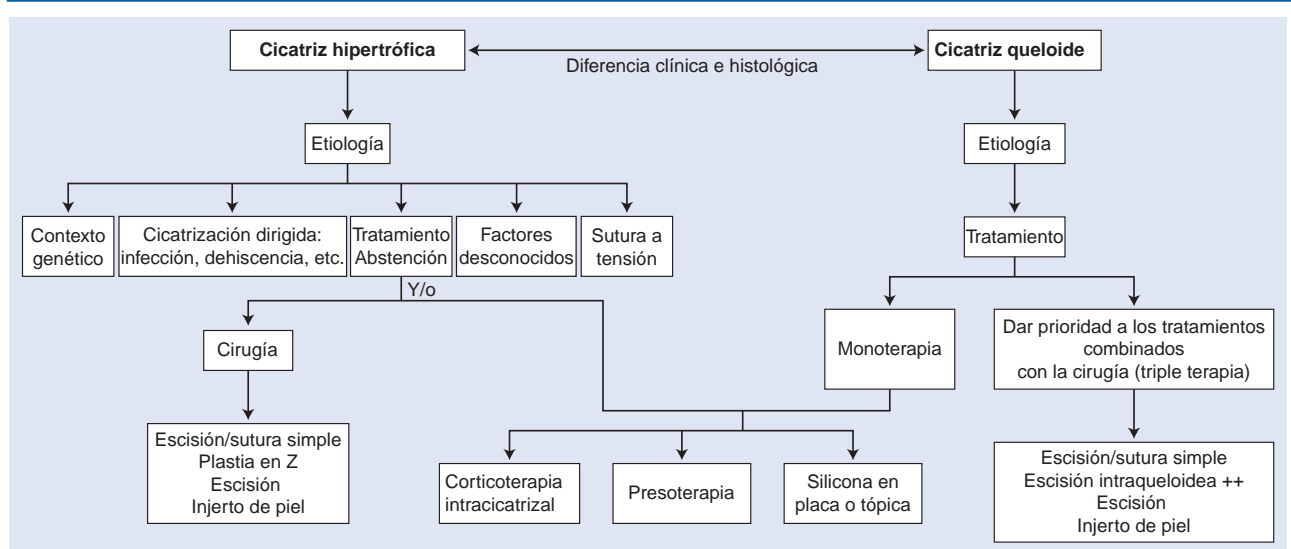 Cicatriz hipertrófica
Diferencia clínica e histológica
Cicatriz queloide
Etiología
Etiología
Contexto
genético
Cicatrización dirigida:
infección, dehiscencia, etc.
Tratamiento
Abstención
Factores
desconocidos
Sutura a
tensión
Tratamiento
Y/o
Cirugía
Monoterapia
Dar prioridad a los tratamientos
combinados
con la cirugía (triple terapia)
Escisión/sutura simple
Plastia en Z
Escisión
Injerto de piel
Corticoterapia
intracicatrizal
Presoterapia
Silicona en
placa o tópica
Escisión/sutura simple
Escisión intraqueloidea ++
Escisión
Injerto de piel